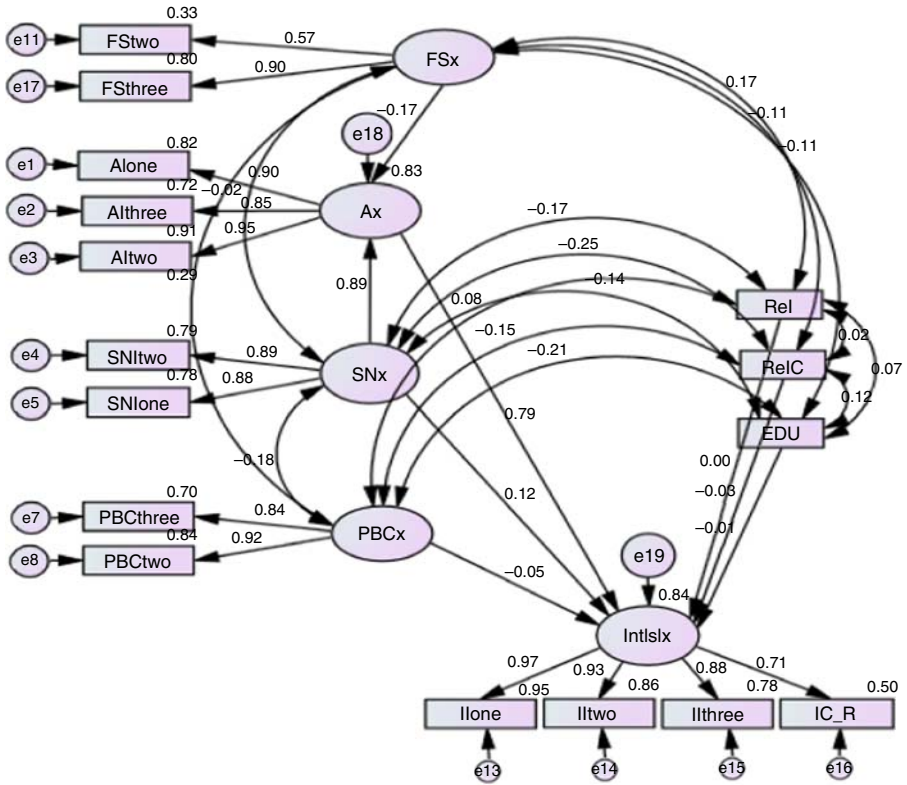 0.33
e11 FStwo 0.57 FSx
0.80
e17 FSthree 0.90 0.17
−0.17 −0.11
e18 −0.11
0.82 0.83
e1 AIone 0.90
0.72 −0.02
e2 AIthree 0.85 Ax −0.17
0.91 0.95
e3 AItwo −0.25
0.29 0.89 −0.14
0.08 ReI
0.79 −0.15 0.02
e4 SNItwo 0.89 −0.21 ReIC 0.07
0.78 0.88 SNx
e5 SNIone 0.12
0.79 EDU
−0.18 0.00
0.70 0.12 −0.03
e7 PBCthree 0.84 −0.01
0.84 0.92 PBCx
e8 PBCtwo −0.05 e19
0.84
IntIsIx
0.97 0.93 0.88 0.71
0.95 0.86 0.78 0.50
IIone IItwo IIthree IC_R
e13 e14 e15 e16